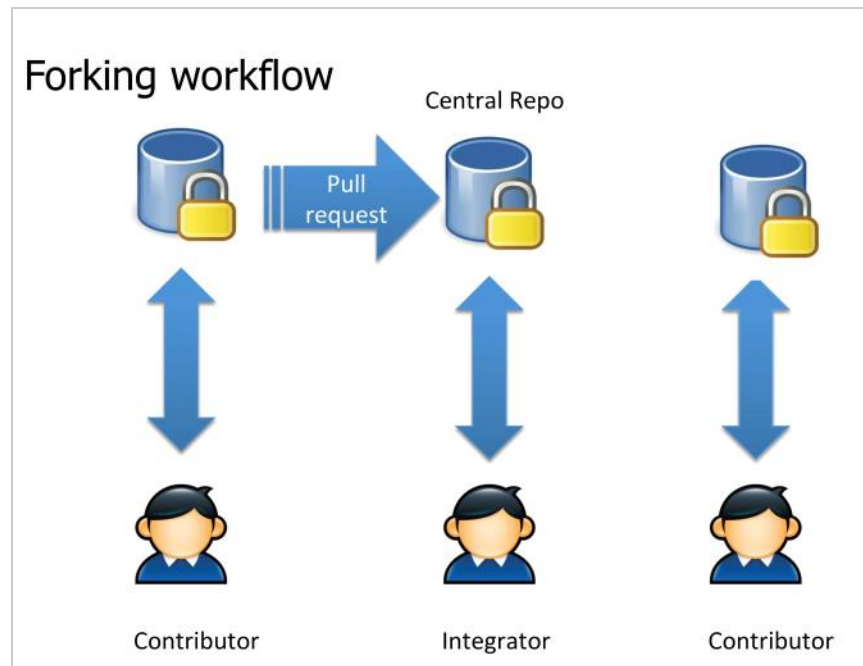 Forking workflow
Central Repo
Pull
request
Contributor
Integrator
Contributor